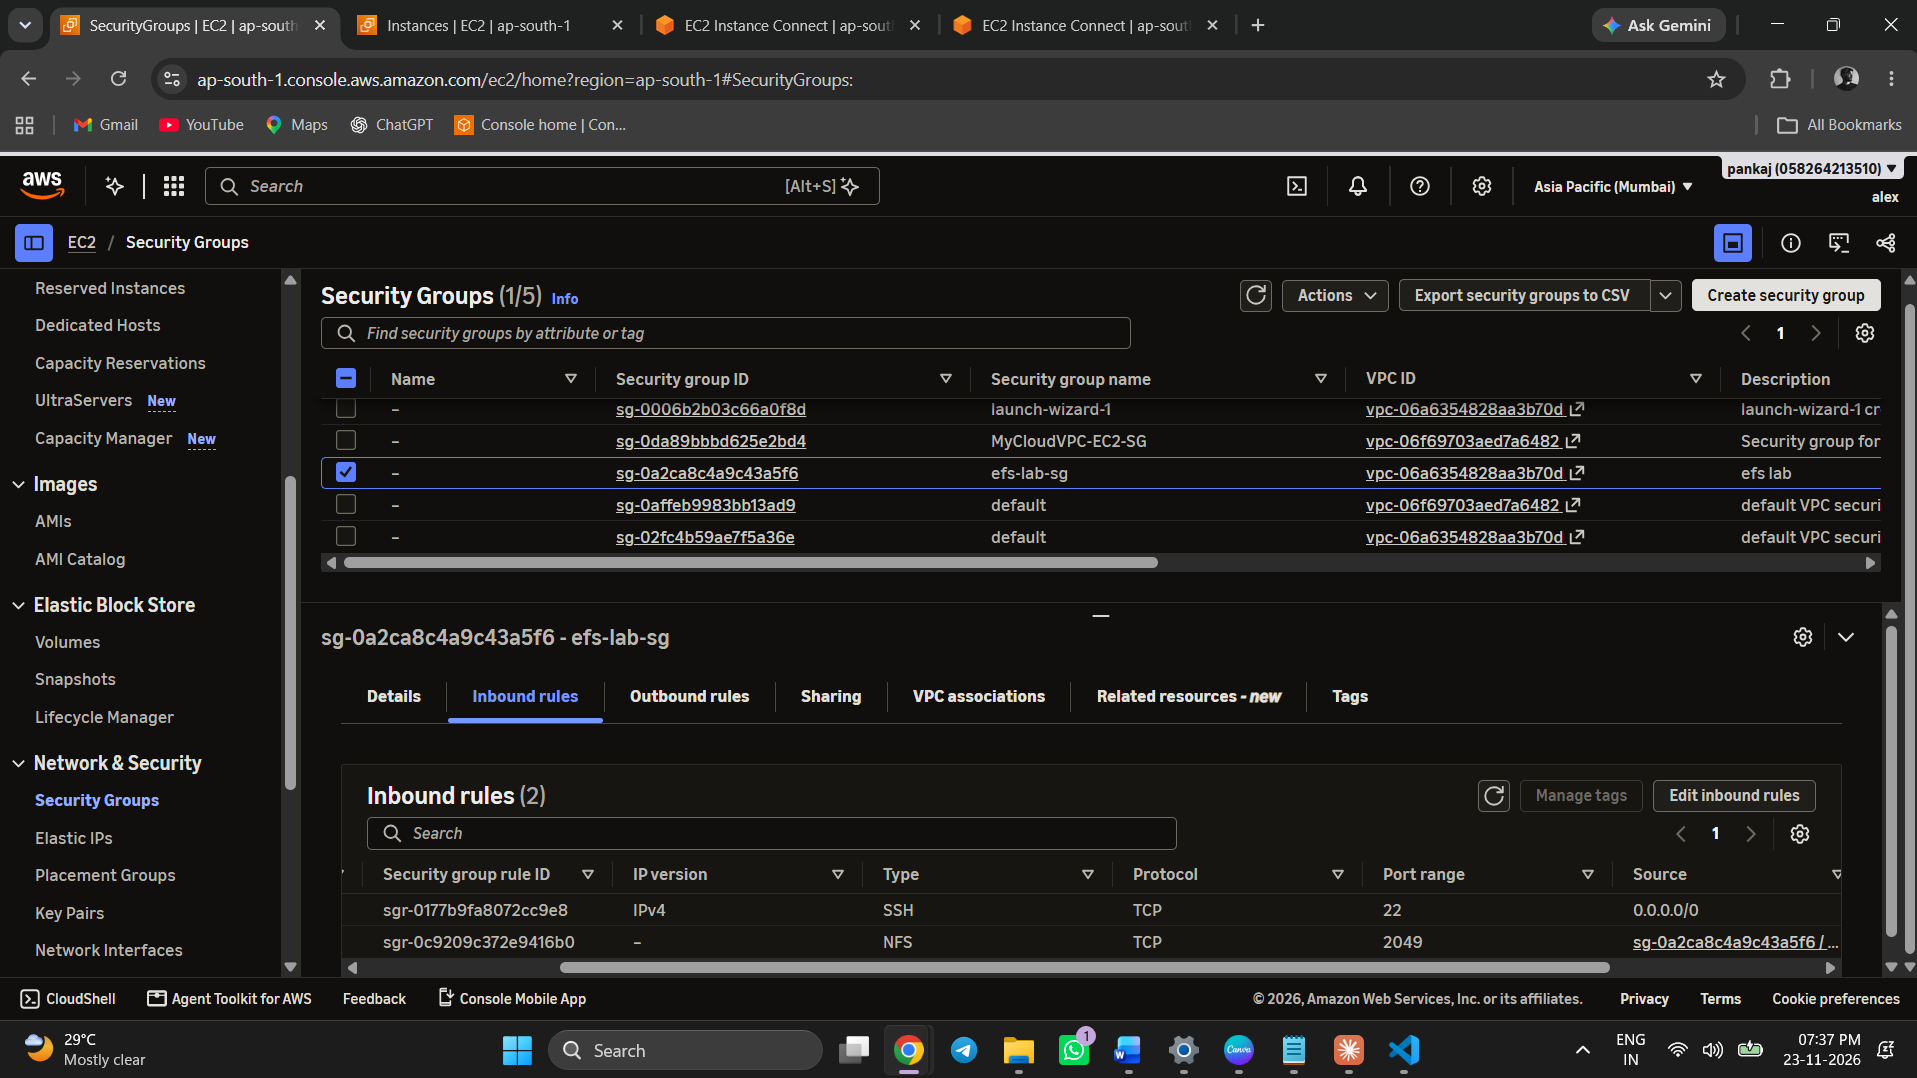 SecurityGroups | EC2 | ap-south
Instances | EC2 | ap-south-1
EC2 Instance Connect | ap-sout
EC2 Instance Connect | ap-sout
Ask Gemini
ap-south-1.console.aws.amazon.com/ec2/home?region=ap-south-1#SecurityGroups:
Gmail
YouTube
Maps
ChatGPT
Console home | Con...
All Bookmarks
aws
Search
[Alt+S]
Asia Pacific (Mumbai)
pankaj (058264213510)
alex
EC2 / Security Groups
Reserved Instances
Dedicated Hosts
Capacity Reservations
UltraServers New
Capacity Manager New
Images
AMIs
AMI Catalog
Elastic Block Store
Volumes
Snapshots
Lifecycle Manager
Network & Security
Security Groups
Elastic IPs
Placement Groups
Key Pairs
Network Interfaces
Security Groups (1/5) Info
Actions
Export security groups to CSV
Create security group
Find security groups by attribute or tag
1
Name Security group ID Security group name VPC ID Description
– sg-0006b2b03c66a0f8d launch-wizard-1 vpc-06a6354828aa3b70d launch-wizard-1 cr
– sg-0da89bbbd625e2bd4 MyCloudVPC-EC2-SG vpc-06f69703aed7a6482 Security group for
– sg-0a2ca8c4a9c43a5f6 efs-lab-sg vpc-06a6354828aa3b70d efs lab
– sg-0affeb9983bb13ad9 default vpc-06f69703aed7a6482 default VPC securi
– sg-02fc4b59ae7f5a36e default vpc-06a6354828aa3b70d default VPC securi
sg-0a2ca8c4a9c43a5f6 - efs-lab-sg
Details
Inbound rules
Outbound rules
Sharing
VPC associations
Related resources - new
Tags
Inbound rules (2)
Manage tags
Edit inbound rules
Search
1
Security group rule ID IP version Type Protocol Port range Source
sgr-0177b9fa8072cc9e8 IPv4 SSH TCP 22 0.0.0.0/0
sgr-0c9209c372e9416b0 – NFS TCP 2049 sg-0a2ca8c4a9c43a5f6 / ...
CloudShell
Agent Toolkit for AWS
Feedback
Console Mobile App
© 2026, Amazon Web Services, Inc. or its affiliates.
Privacy
Terms
Cookie preferences
29°C
Mostly clear
Search
1
W
Canva
ENG
IN
07:37 PM
23-11-2026